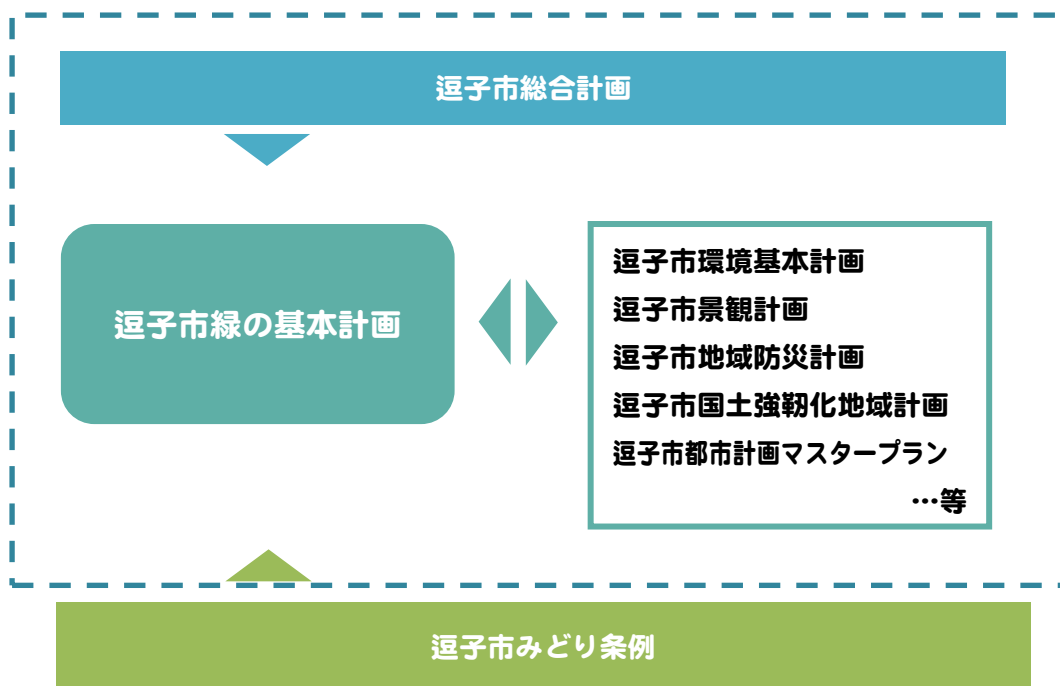 逗子市総合計画
逗子市緑の基本計画
逗子市環境基本計画
逗子市景観計画
逗子市地域防災計画
逗子市国土強靱化地域計画
逗子市都市計画マスタープラン
…等
逗子市みどり条例